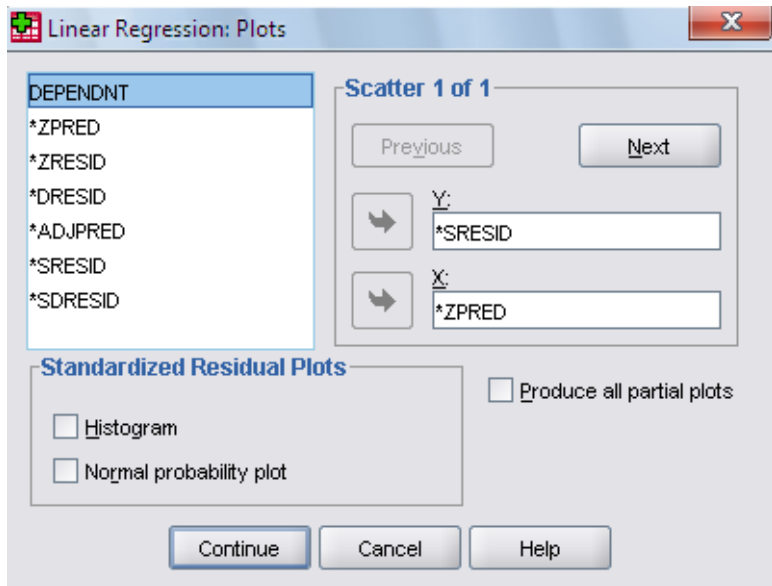 Linear Regression: Plots
X
DEPENDNT
*ZPRED
*ZRESID
*DRESID
*ADJPRED
*SRESID
*SDRESID
Scatter 1 of 1
Previous
Next
Y:
*SRESID
X:
*ZPRED
Standardized Residual Plots
Histogram
Normal probability plot
Produce all partial plots
Continue
Cancel
Help